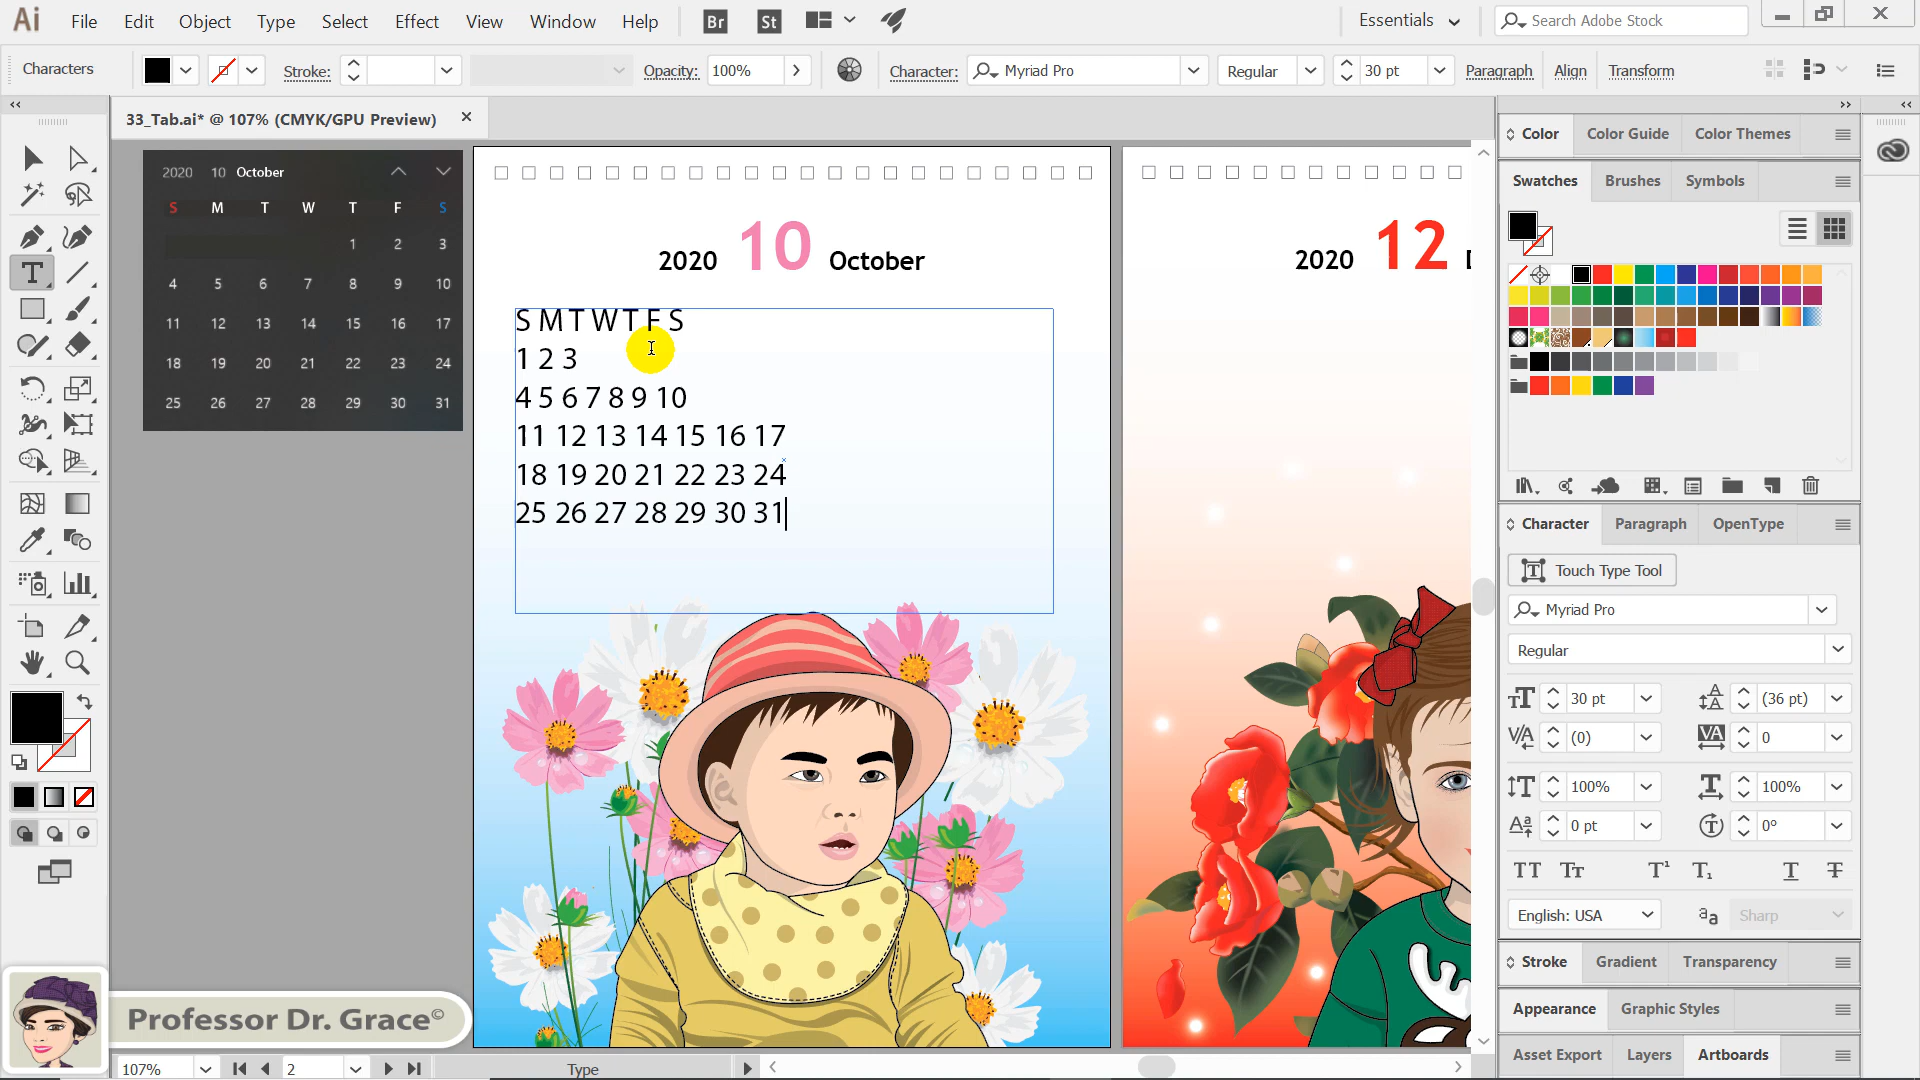 Ai File Edit Object Type Select Effect View Window Help Br St Essentials Search Adobe Stock
Characters Stroke: Opacity: 100% Character: Myriad Pro Regular 30 pt Paragraph Align Transform
33_Tab.ai* @ 107% (CMYK/GPU Preview)
2020 10 October
S M T W T F S
1 2 3
4 5 6 7 8 9 10
11 12 13 14 15 16 17
18 19 20 21 22 23 24
25 26 27 28 29 30 31
2020 10 October
S M T W T F S
1 2 3
4 5 6 7 8 9 10
11 12 13 14 15 16 17
18 19 20 21 22 23 24
25 26 27 28 29 30 31
2020 12
Color Color Guide Color Themes
Swatches Brushes Symbols
Character Paragraph OpenType
Touch Type Tool
Myriad Pro
Regular
30 pt (36 pt)
(0) 0
100% 100%
0 pt 0°
English: USA Sharp
Stroke Gradient Transparency
Appearance Graphic Styles
Asset Export Layers Artboards
Professor Dr. Grace©
107% 2 Type